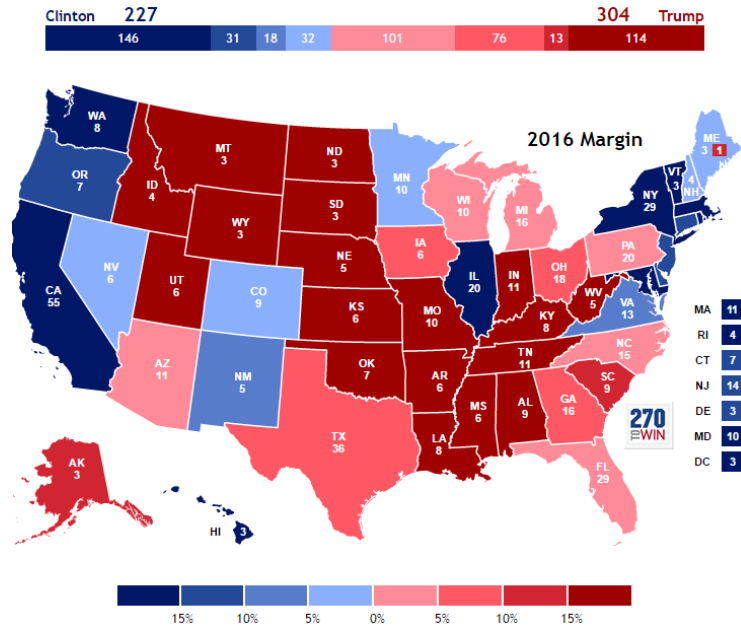 Clinton 227 304 Trump
146 31 18 32 101 76 13 114
2016 Margin
WA
8
OR
7
CA
55
NV
6
ID
4
MT
3
WY
3
UT
6
AZ
11
CO
9
NM
5
ND
3
SD
3
NE
5
KS
6
OK
7
TX
36
MN
10
IA
6
MO
10
AR
6
LA
8
WI
10
IL
20
MI
16
IN
11
OH
18
KY
8
TN
11
MS
6
AL
9
GA
16
FL
29
SC
9
NC
15
VA
13
WV
5
PA
20
NY
29
VT
3
4
NH
ME
3 1
MA 11
RI 4
CT 7
NJ 14
DE 3
MD 10
DC 3
270
TO WIN
AK
3
HI 3
15% 10% 5% 0% 5% 10% 15%